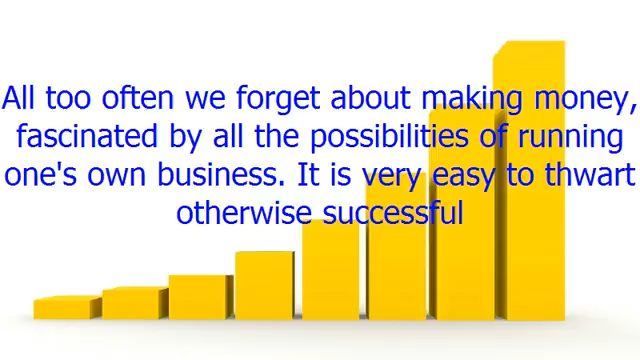 All too often we forget about making money,
fascinated by all the possibilities of running
one's own business. It is very easy to thwart
otherwise successful